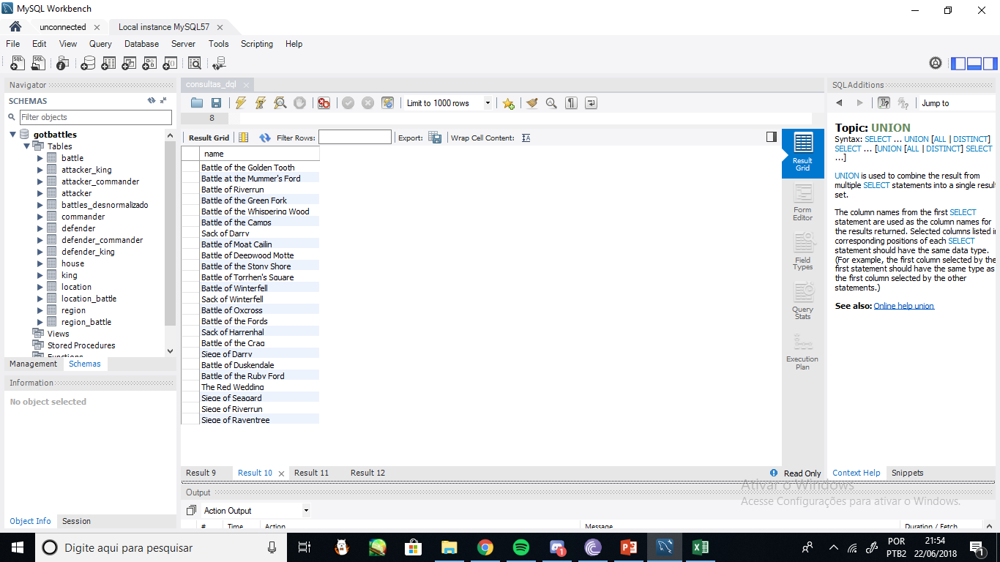 MySQL Workbench
unconnected
Local instance MySQL57
File Edit View Query Database Server Tools Scripting Help
Navigator
SCHEMAS
Filter objects
gotbattles
Tables
battle
attacker_king
attacker_commander
attacker
battles_desnormalizado
commander
defender
defender_commander
defender_king
house
king
location
location_battle
region
region_battle
Views
Stored Procedures
Functions
Management Schemas
Information
No object selected
Object Info Session
consultas_dql
Limit to 1000 rows
8
Result Grid Filter Rows: Export: Wrap Cell Content:
name
Battle of the Golden Tooth
Battle at the Mummer's Ford
Battle of Riverrun
Battle of the Green Fork
Battle of the Whispering Wood
Battle of the Camps
Sack of Darry
Battle of Moat Cailin
Battle of Deepwood Motte
Battle of the Stony Shore
Battle of Torrhen's Square
Battle of Winterfell
Sack of Winterfell
Battle of Oxcross
Battle of the Fords
Sack of Harrenhal
Battle of the Crag
Siege of Darry
Battle of Duskendale
Battle of the Ruby Ford
The Red Wedding
Siege of Seagard
Siege of Riverrun
Siege of Raventree
Result
Grid
Form
Editor
Field
Types
Query
Stats
Execution
Plan
Result 9 Result 10 Result 11 Result 12
Read Only
Output
Action Output
# Time Action Message Duration / Fetch
SQLAdditions
Jump to
Topic: UNION
Syntax: SELECT ... UNION [ALL | DISTINCT]
SELECT ... [UNION [ALL | DISTINCT] SELECT
...]
UNION is used to combine the result from
multiple SELECT statements into a single result
set.
The column names from the first SELECT
statement are used as the column names for
the results returned. Selected columns listed in
corresponding positions of each SELECT
statement should have the same data type.
(For example, the first column selected by the
first statement should have the same type as
the first column selected by the other
statements.)
See also: Online help union
Context Help Snippets
Ativar o Windows
Acesse Configurações para ativar o Windows.
Digite aqui para pesquisar
1
POR
PTB2
21:54
22/06/2018
1